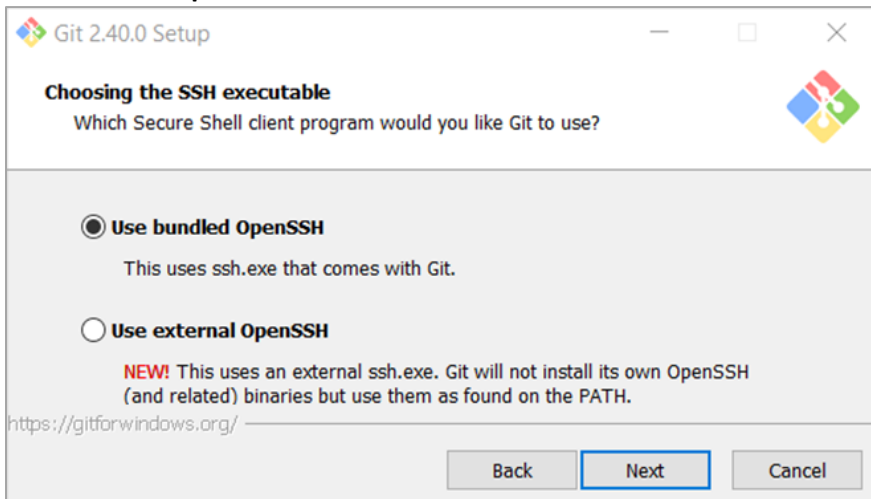 Git 2.40.0 Setup
Choosing the SSH executable
Which Secure Shell client program would you like Git to use?
Use bundled OpenSSH
This uses ssh.exe that comes with Git.
Use external OpenSSH
NEW! This uses an external ssh.exe. Git will not install its own OpenSSH
(and related) binaries but use them as found on the PATH.
https://gitforwindows.org/
Back Next Cancel